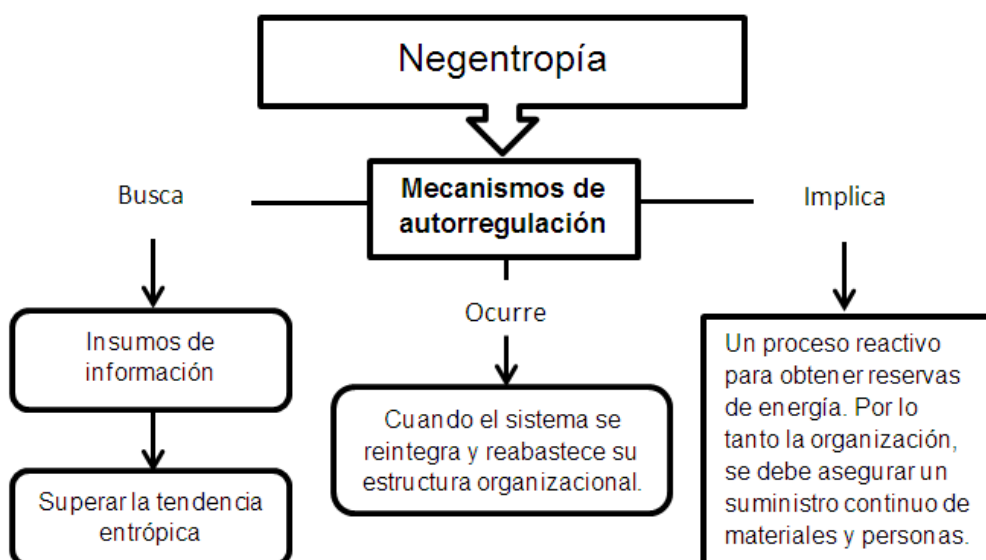 Negentropía
Mecanismos de
autorregulación
Busca
Implica
Ocurre
Insumos de
información
Superar la tendencia
entrópica
Cuando el sistema se
reintegra y reabastece su
estructura organizacional.
Un proceso reactivo
para obtener reservas
de energía. Por lo
tanto la organización,
se debe asegurar un
suministro continuo de
materiales y personas.